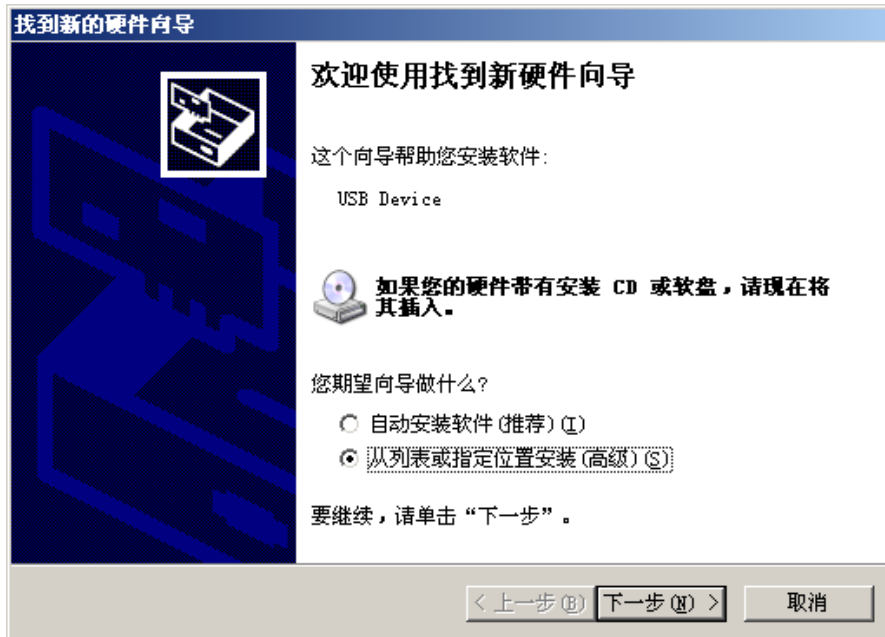 找到新的硬件向导
欢迎使用找到新硬件向导
这个向导帮助您安装软件:
USB Device
如果您的硬件带有安装 CD 或软盘，请现在将
其插入。
您期望向导做什么?
自动安装软件(推荐)(I)
从列表或指定位置安装(高级)(S)
要继续，请单击“下一步”。
< 上一步(B) 下一步(N) > 取消